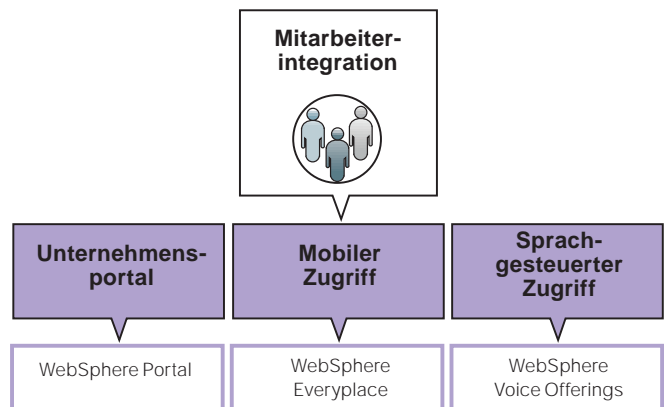 Mitarbeiter-
integration
Unternehmens-
portal
Mobiler
Zugriff
Sprach-
gesteuerter
Zugriff
WebSphere Portal
WebSphere
Everyplace
WebSphere
Voice Offerings